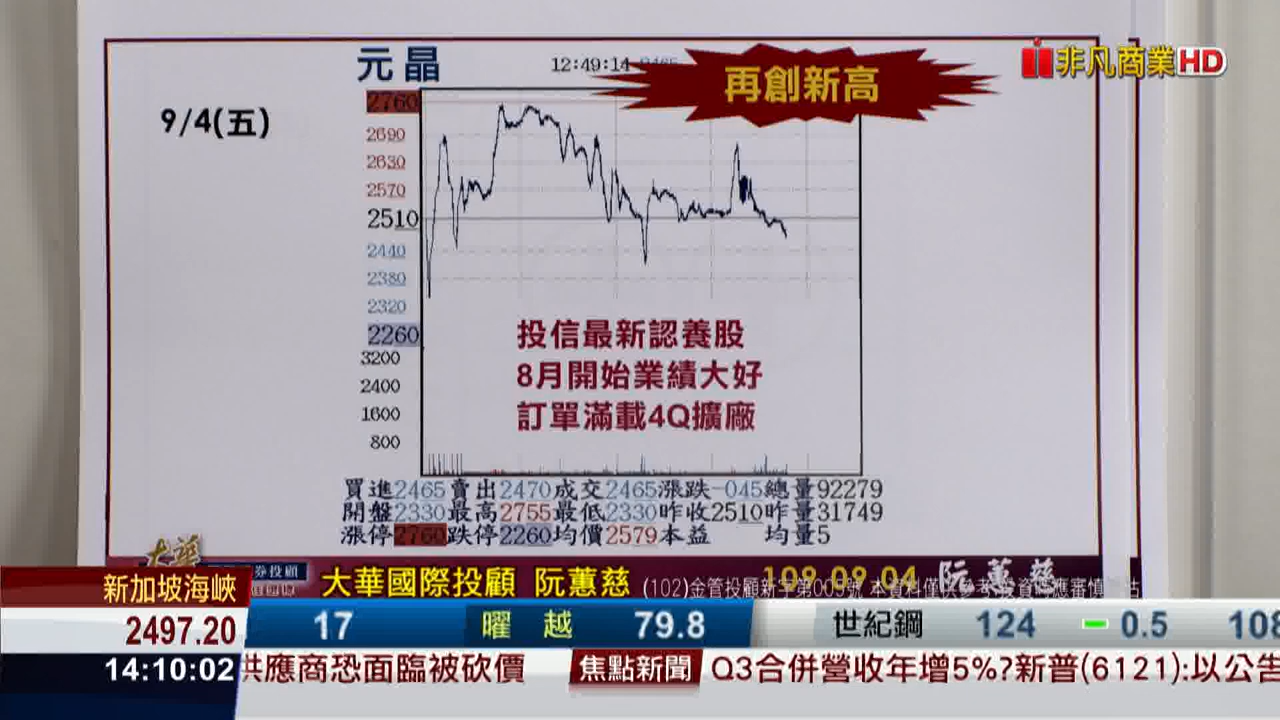 元晶
12:49:14
再創新高
非凡商業HD
9/4(五)
2760
2690
2630
2570
2510
2440
2380
2320
2260
3200
2400
1600
800
投信最新認養股
8月開始業績大好
訂單滿載4Q擴廠
買進2465賣出2470成交2465漲跌-045總量92279
開盤2330最高2755最低2330昨收2510昨量31749
漲停2760跌停2260均價2579本益 均量5
大華
券投顧
109.09.04 阮蕙慈
大華國際投顧 阮蕙慈
新加坡海峽
2497.20
17 曜越 79.8 世紀鋼 124 0.5 108
14:10:02
供應商恐面臨被砍價 焦點新聞 Q3合併營收年增5%?新普(6121):以公告